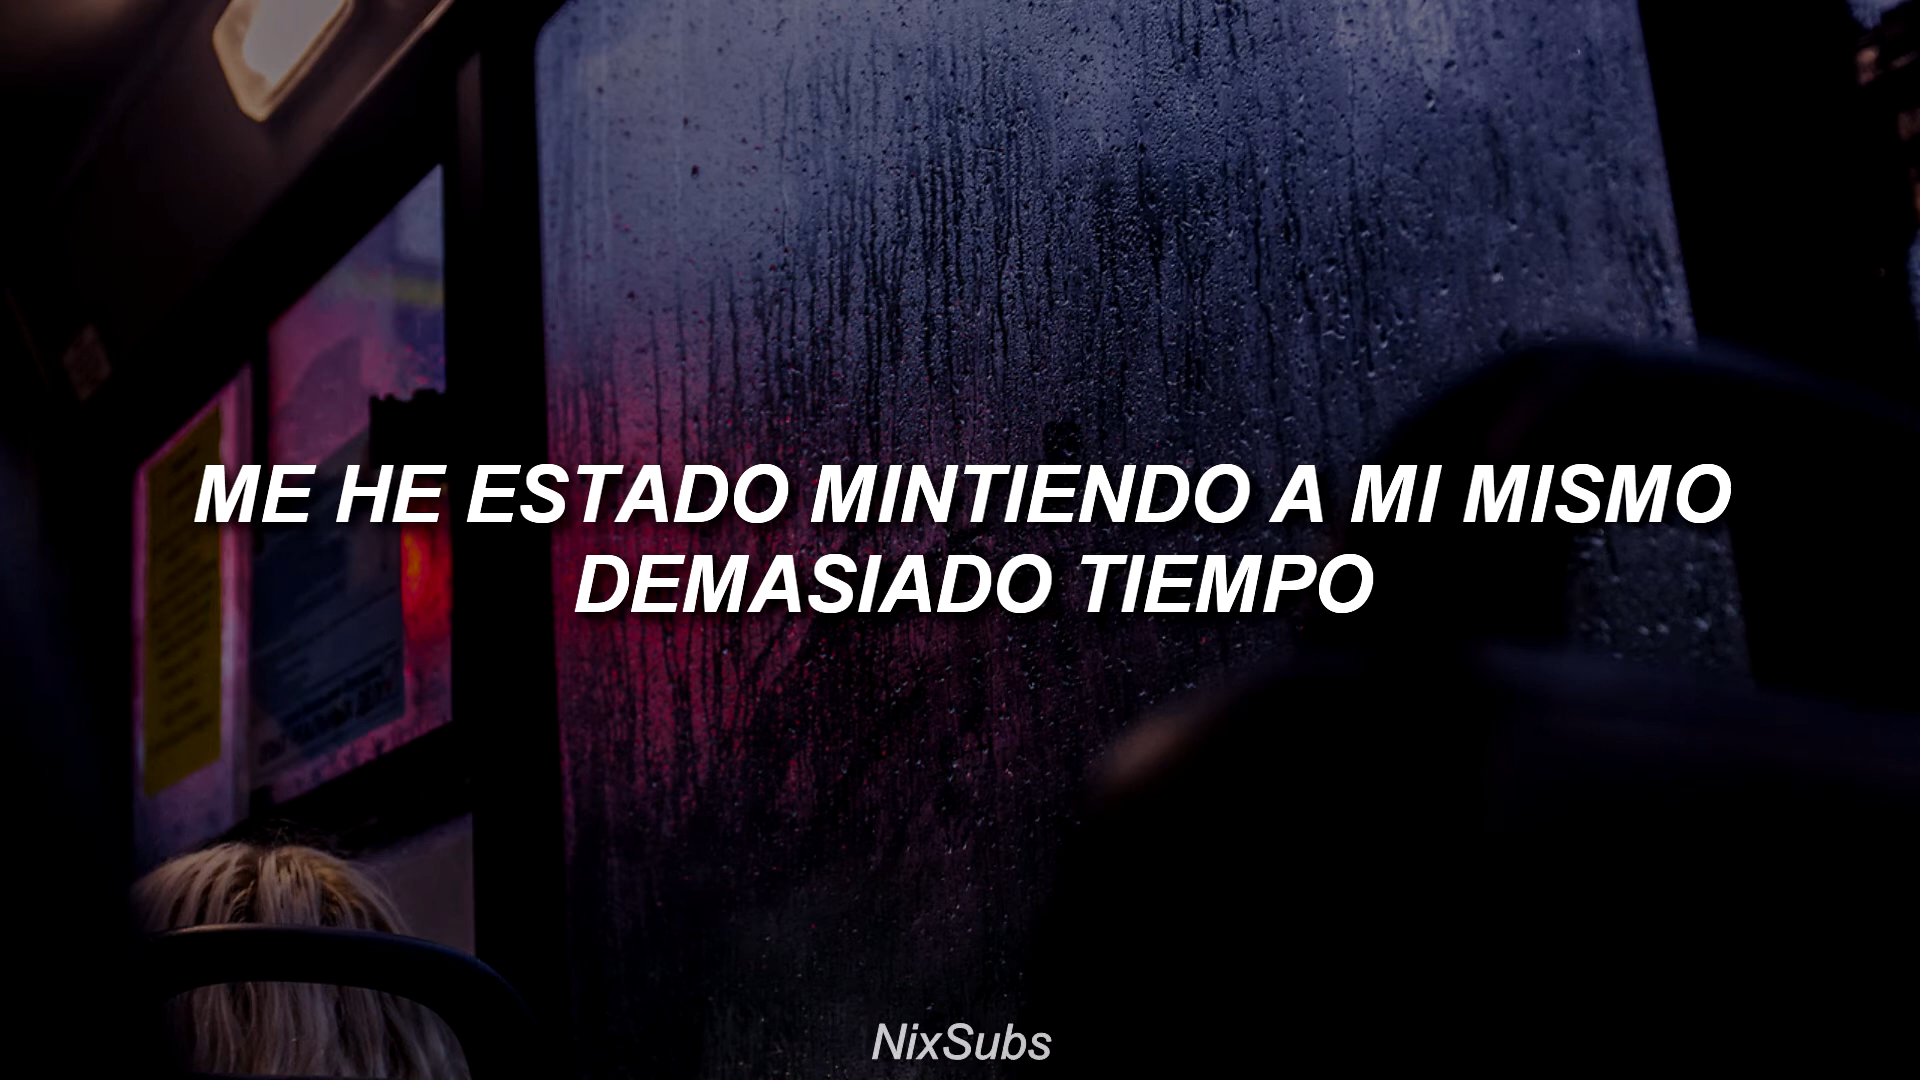 ME HE ESTADO MINTIENDO A MI MISMO
DEMASIADO TIEMPO
NixSubs